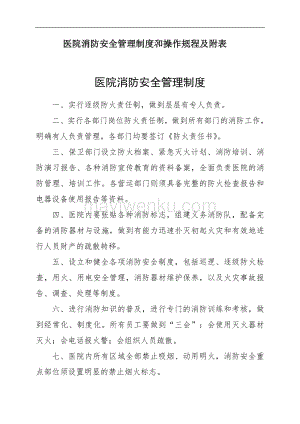 医院消防安全管理制度和操作规程及附表
医院消防安全管理制度
一、实行逐级防火责任制，做到层层有专人负责。
二、实行各部门岗位防火责任制，做到所有部门的消防工作，
明确有人负责管理。各部门均要签订《防火责任书》。
三、保卫部门设立防火档案、紧急灭火计划、消防培训、消
防演习报告、各种消防宣传教育的资料备案，全面负责医院的消
防管理、培训工作。各营运部门则须具备完整的防火检查报告和
电器设备使用报告等资料。
四、医院内要张贴各种消防标志，组建义务消防队，配备完
备的消防器材与设施，做到有能力迅速扑灭初起火灾和有效地进
行人员财产的疏散转移。
五、设立和健全各项消防安全制度，包括巡逻、逐级防火检
查，用火、用电安全管理，消防器材维护保养，以及火灾事故报
告、调查、处理等制度。
六、进行消防知识的普及，进行专门的消防训练和考核。做
到经常化、制度化。所有员工要做到“三会”：会使用灭火器材
灭火；会电话报火警；会组织人员疏散。
七、医院内所有区域全部禁止吸烟、动用明火，消防安全重
点部位须设置明显的禁止烟火标志。